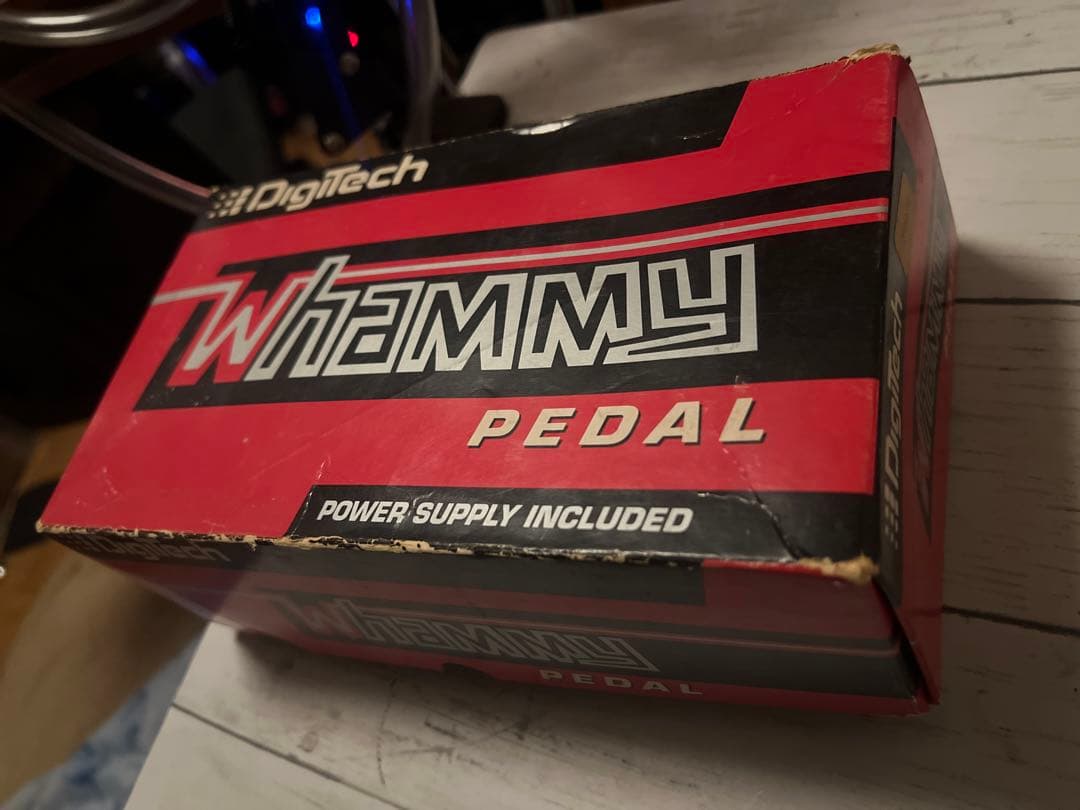 DigiTech
Whammy
PEDAL
POWER SUPPLY INCLUDED
DigiTech
Whammy
PEDAL
DigiTech